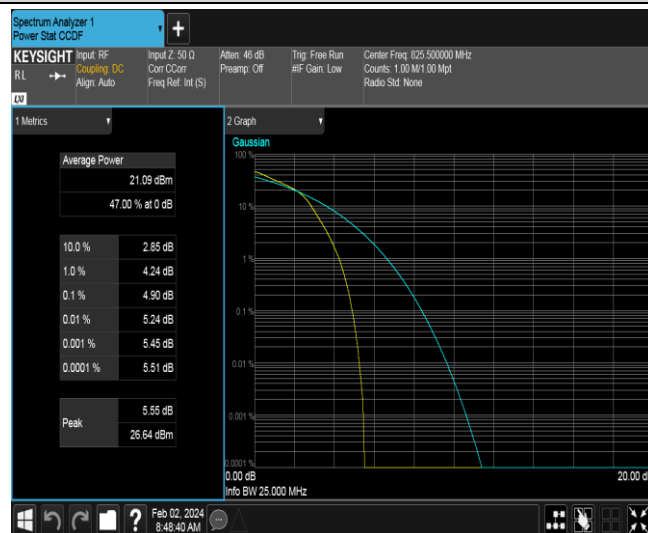 Spectrum Analyzer 1
Power Stat CCDF
+
KEYSIGHT
RL
LXI
Input: RF
Coupling: DC
Align: Auto
Input Z: 50 Ω
Corr CCorr
Freq Ref: Int (S)
Atten: 46 dB
Preamp: Off
Trig: Free Run
#IF Gain: Low
Center Freq: 825.500000 MHz
Counts: 1.00 M/1.00 Mpt
Radio Std: None
1 Metrics
Average Power
21.09 dBm
47.00 % at 0 dB
10.0 % 2.85 dB
1.0 % 4.24 dB
0.1 % 4.90 dB
0.01 % 5.24 dB
0.001 % 5.45 dB
0.0001 % 5.51 dB
Peak
5.55 dB
26.64 dBm
2 Graph
Gaussian
100 %
10 %
1 %
0.1 %
0.01 %
0.001 %
0.0001 %
0.00 dB
20.00 d
Info BW 25.000 MHz
?
Feb 02, 2024
8:48:40 AM